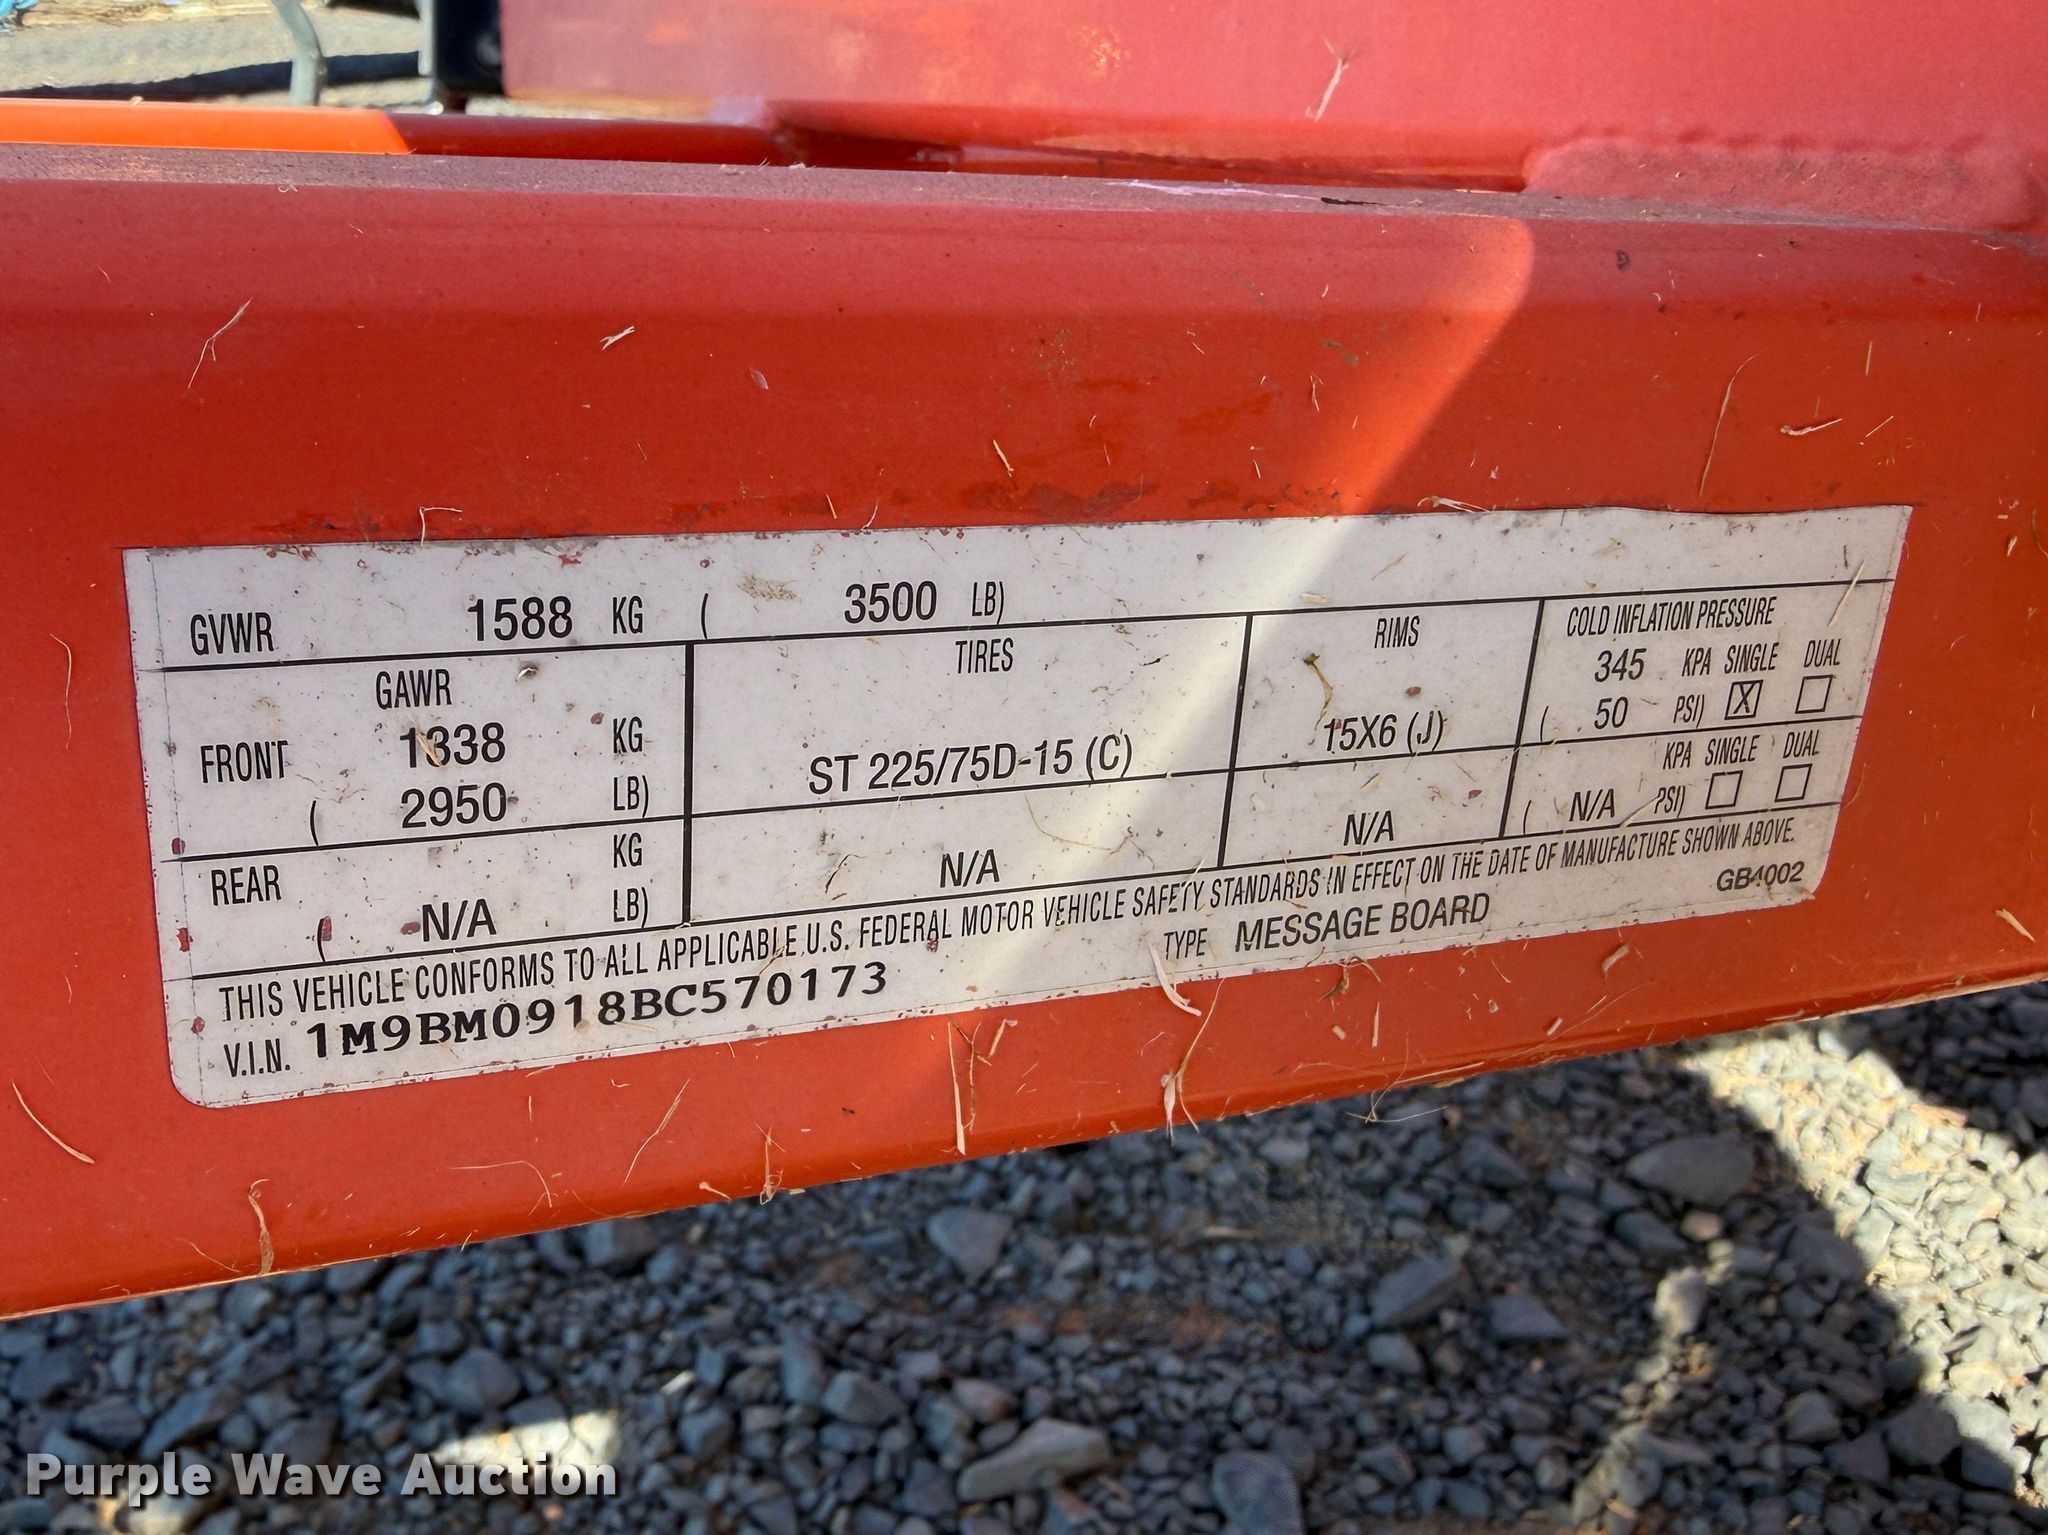 GVWR 1588 KG ( 3500 LB)
GAWR TIRES RIMS COLD INFLATION PRESSURE
FRONT 1338 KG ST 225/75D-15 (C) 15X6 (J) 345 KPA SINGLE DUAL
( 2950 LB) ( 50 PSI) X
REAR KG KPA SINGLE DUAL
( N/A LB) N/A N/A ( N/A PSI)
THIS VEHICLE CONFORMS TO ALL APPLICABLE U.S. FEDERAL MOTOR VEHICLE SAFETY STANDARDS IN EFFECT ON THE DATE OF MANUFACTURE SHOWN ABOVE.
V.I.N. 1M9BM0918BC570173 TYPE MESSAGE BOARD GB4002
Purple Wave Auction